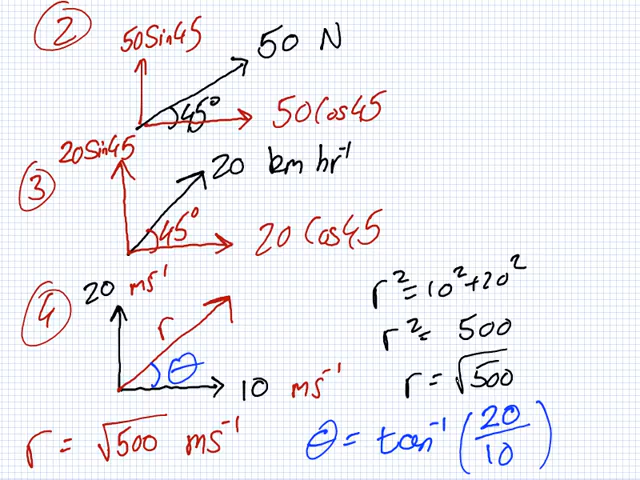 2
50Sin45
50 N
45°
50Cos45
3
20Sin45
20 km hr⁻¹
45°
20 Cos45
4
20 ms⁻¹
r
θ
10 ms⁻¹
r = √500 ms⁻¹
r² = 10² + 20²
r² = 500
r = √500
θ = tan⁻¹ (20/10)